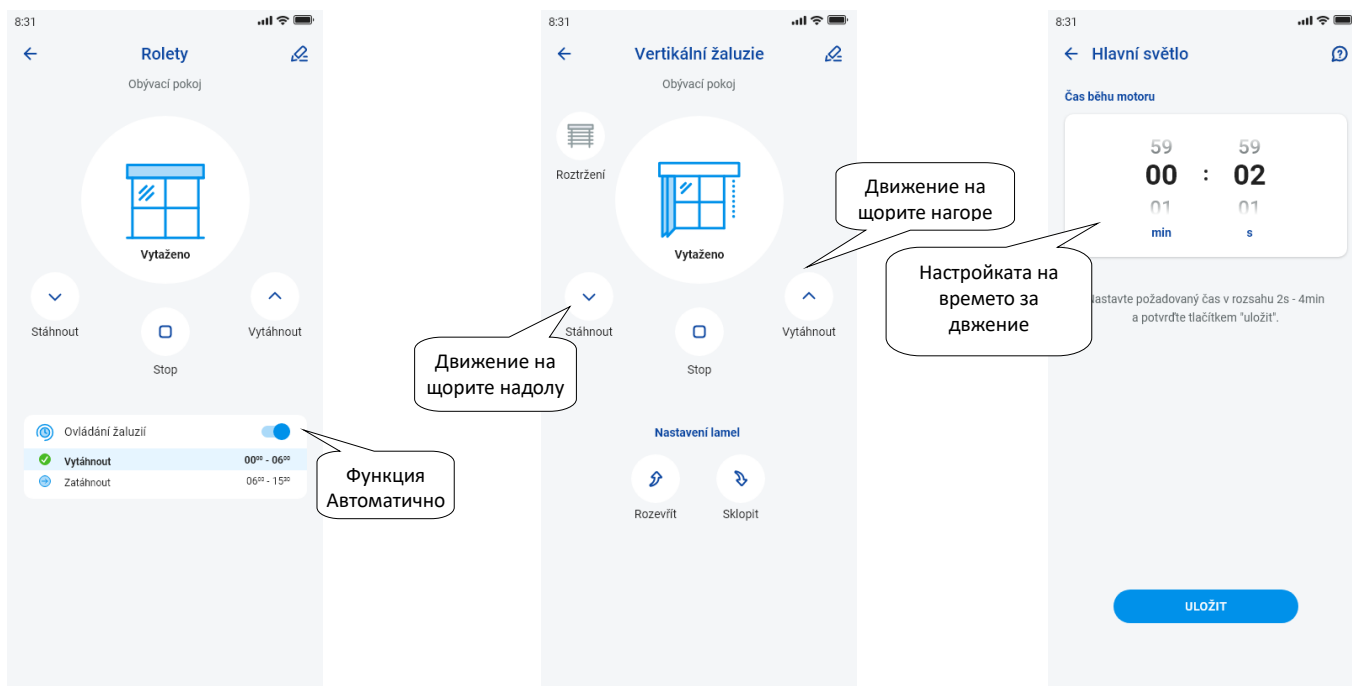 8:31
Rolety
Obývací pokoj
Vytaženo
Stáhnout
Vytáhnout
Stop
Ovládání žaluzií
Vytáhnout 00⁰⁰ - 06⁰⁰
Zatáhnout 06⁰⁰ - 15³⁰
Функция
Автоматично
8:31
Vertikální žaluzie
Obývací pokoj
Roztržení
Vytaženo
Stáhnout
Vytáhnout
Stop
Движение на
щорите надолу
Движение на
щорите нагоре
Nastavení lamel
Rozevřít
Sklopit
8:31
Hlavní světlo
Čas běhu motoru
59 59
00 : 02
01 01
min s
Настройката на
времето за
двжение
Nastavte požadovaný čas v rozsahu 2s - 4min
a potvrďte tlačítkem "uložit".
ULOŽIT